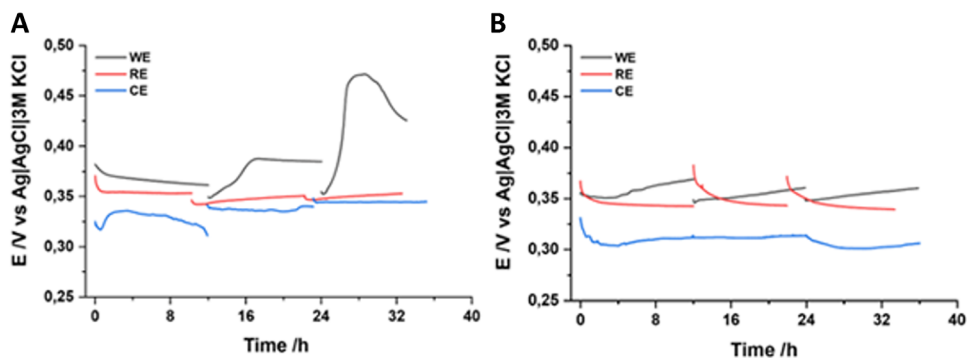 A
E /V vs Ag|AgCl|3M KCl
0,50
0,45
0,40
0,35
0,30
0,25
WE
RE
CE
0 8 16 24 32 40
Time /h
B
E /V vs Ag|AgCl|3M KCl
0,50
0,45
0,40
0,35
0,30
0,25
WE
RE
CE
0 8 16 24 32 40
Time /h